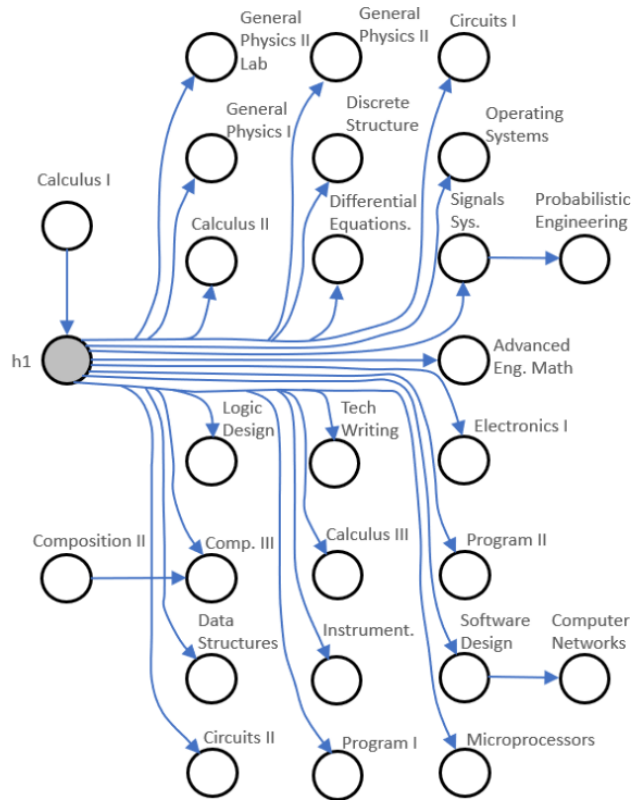 General
Physics II
Lab
General
Physics II
Circuits I
General
Physics I
Discrete
Structure
Operating
Systems
Calculus I
Calculus II
Differential
Equations.
Signals
Sys.
Probabilistic
Engineering
h1
Advanced
Eng. Math
Logic
Design
Tech
Writing
Electronics I
Composition II
Comp. III
Calculus III
Program II
Data
Structures
Instrument.
Software
Design
Computer
Networks
Circuits II
Program I
Microprocessors